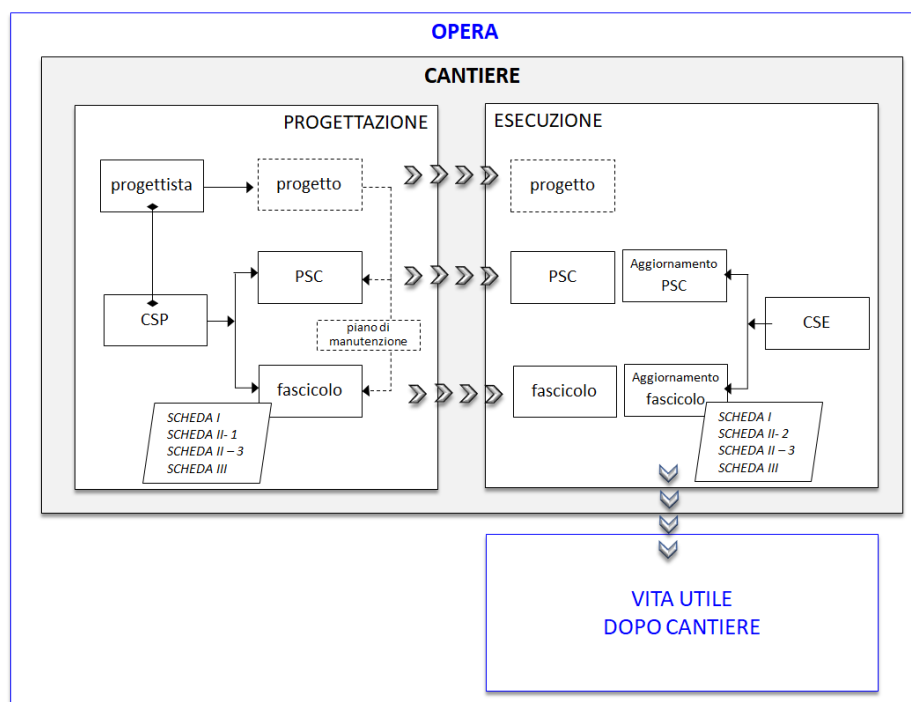 OPERA
CANTIERE
PROGETTAZIONE
progettista
progetto
PSC
CSP
piano di
manutenzione
fascicolo
SCHEDA I
SCHEDA II- 1
SCHEDA II – 3
SCHEDA III
ESECUZIONE
progetto
PSC
Aggiornamento
PSC
CSE
fascicolo
Aggiornamento
fascicolo
SCHEDA I
SCHEDA II- 2
SCHEDA II – 3
SCHEDA III
VITA UTILE
DOPO CANTIERE